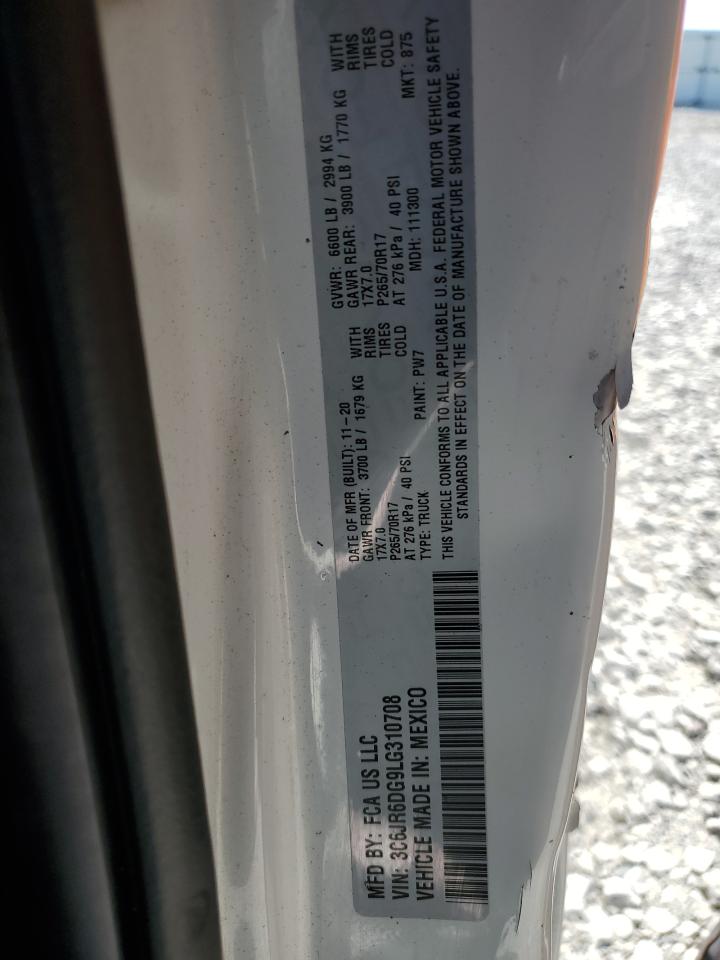 MFD BY: FCA US LLC
VIN: 3C6JR6DG9LG310708
VEHICLE MADE IN: MEXICO
DATE OF MFR (BUILT): 11-20
GAWR FRONT: 3700 LB / 1679 KG WITH
17X7.0 RIMS
P265/70R17 TIRES
AT 276 kPa / 40 PSI COLD
TYPE: TRUCK PAINT: PW7
GVWR: 6600 LB / 2994 KG
GAWR REAR: 3900 LB / 1770 KG WITH
17X7.0 RIMS
P265/70R17 TIRES
AT 276 kPa / 40 PSI COLD
MDH: 111300 MKT: 875
THIS VEHICLE CONFORMS TO ALL APPLICABLE U.S.A. FEDERAL MOTOR VEHICLE SAFETY
STANDARDS IN EFFECT ON THE DATE OF MANUFACTURE SHOWN ABOVE.